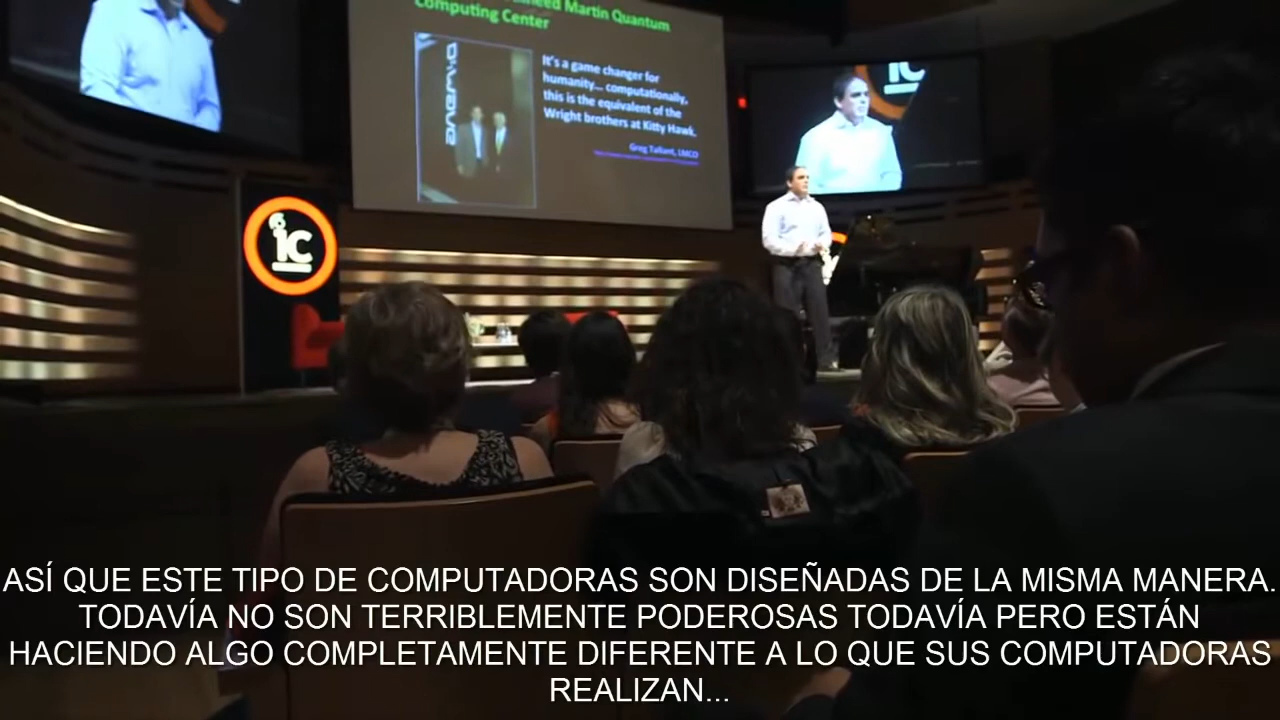 Martin Quantum
Computing Center
D:wave
It's a game changer for
humanity... computationally,
this is the equivalent of the
Wright brothers at Kitty Hawk.
Greg Tallant, LMCO
iC
iC
ASÍ QUE ESTE TIPO DE COMPUTADORAS SON DISEÑADAS DE LA MISMA MANERA.
TODAVÍA NO SON TERRIBLEMENTE PODEROSAS TODAVÍA PERO ESTÁN
HACIENDO ALGO COMPLETAMENTE DIFERENTE A LO QUE SUS COMPUTADORAS
REALIZAN...